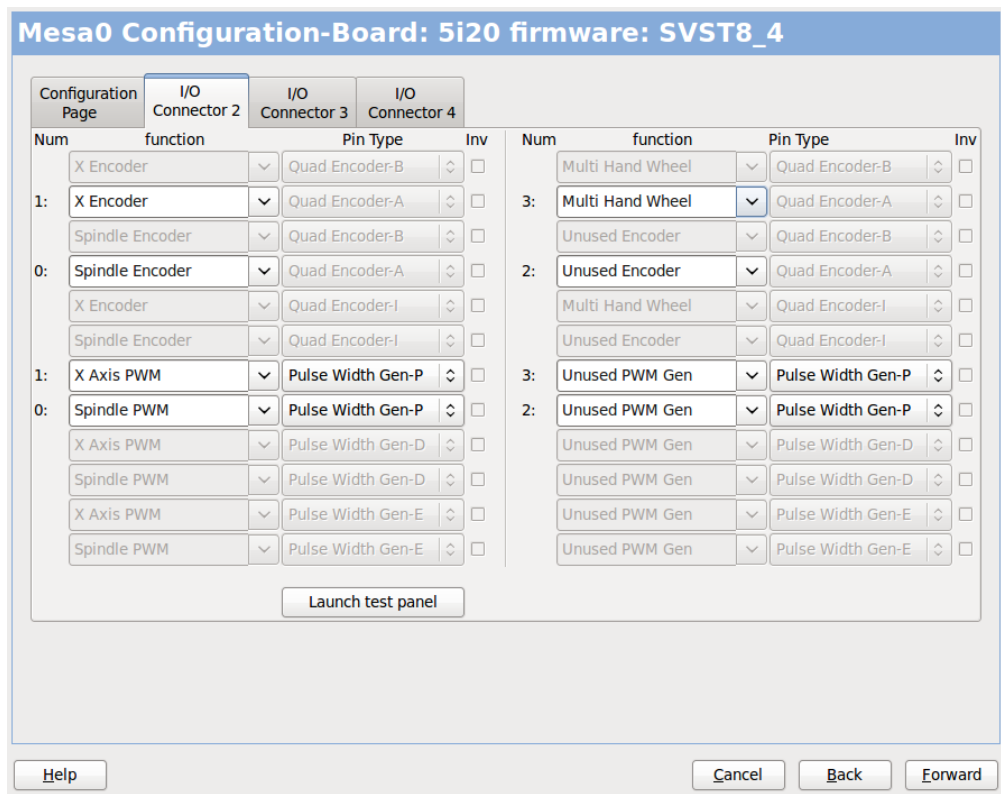 Mesa0 Configuration-Board: 5i20 firmware: SVST8_4
Configuration Page
I/O Connector 2
I/O Connector 3
I/O Connector 4
Num function Pin Type Inv Num function Pin Type Inv
X Encoder Quad Encoder-B Multi Hand Wheel Quad Encoder-B
1: X Encoder Quad Encoder-A 3: Multi Hand Wheel Quad Encoder-A
Spindle Encoder Quad Encoder-B Unused Encoder Quad Encoder-B
0: Spindle Encoder Quad Encoder-A 2: Unused Encoder Quad Encoder-A
X Encoder Quad Encoder-I Multi Hand Wheel Quad Encoder-I
Spindle Encoder Quad Encoder-I Unused Encoder Quad Encoder-I
1: X Axis PWM Pulse Width Gen-P 3: Unused PWM Gen Pulse Width Gen-P
0: Spindle PWM Pulse Width Gen-P 2: Unused PWM Gen Pulse Width Gen-P
X Axis PWM Pulse Width Gen-D Unused PWM Gen Pulse Width Gen-D
Spindle PWM Pulse Width Gen-D Unused PWM Gen Pulse Width Gen-D
X Axis PWM Pulse Width Gen-E Unused PWM Gen Pulse Width Gen-E
Spindle PWM Pulse Width Gen-E Unused PWM Gen Pulse Width Gen-E
Launch test panel
Help Cancel Back Forward